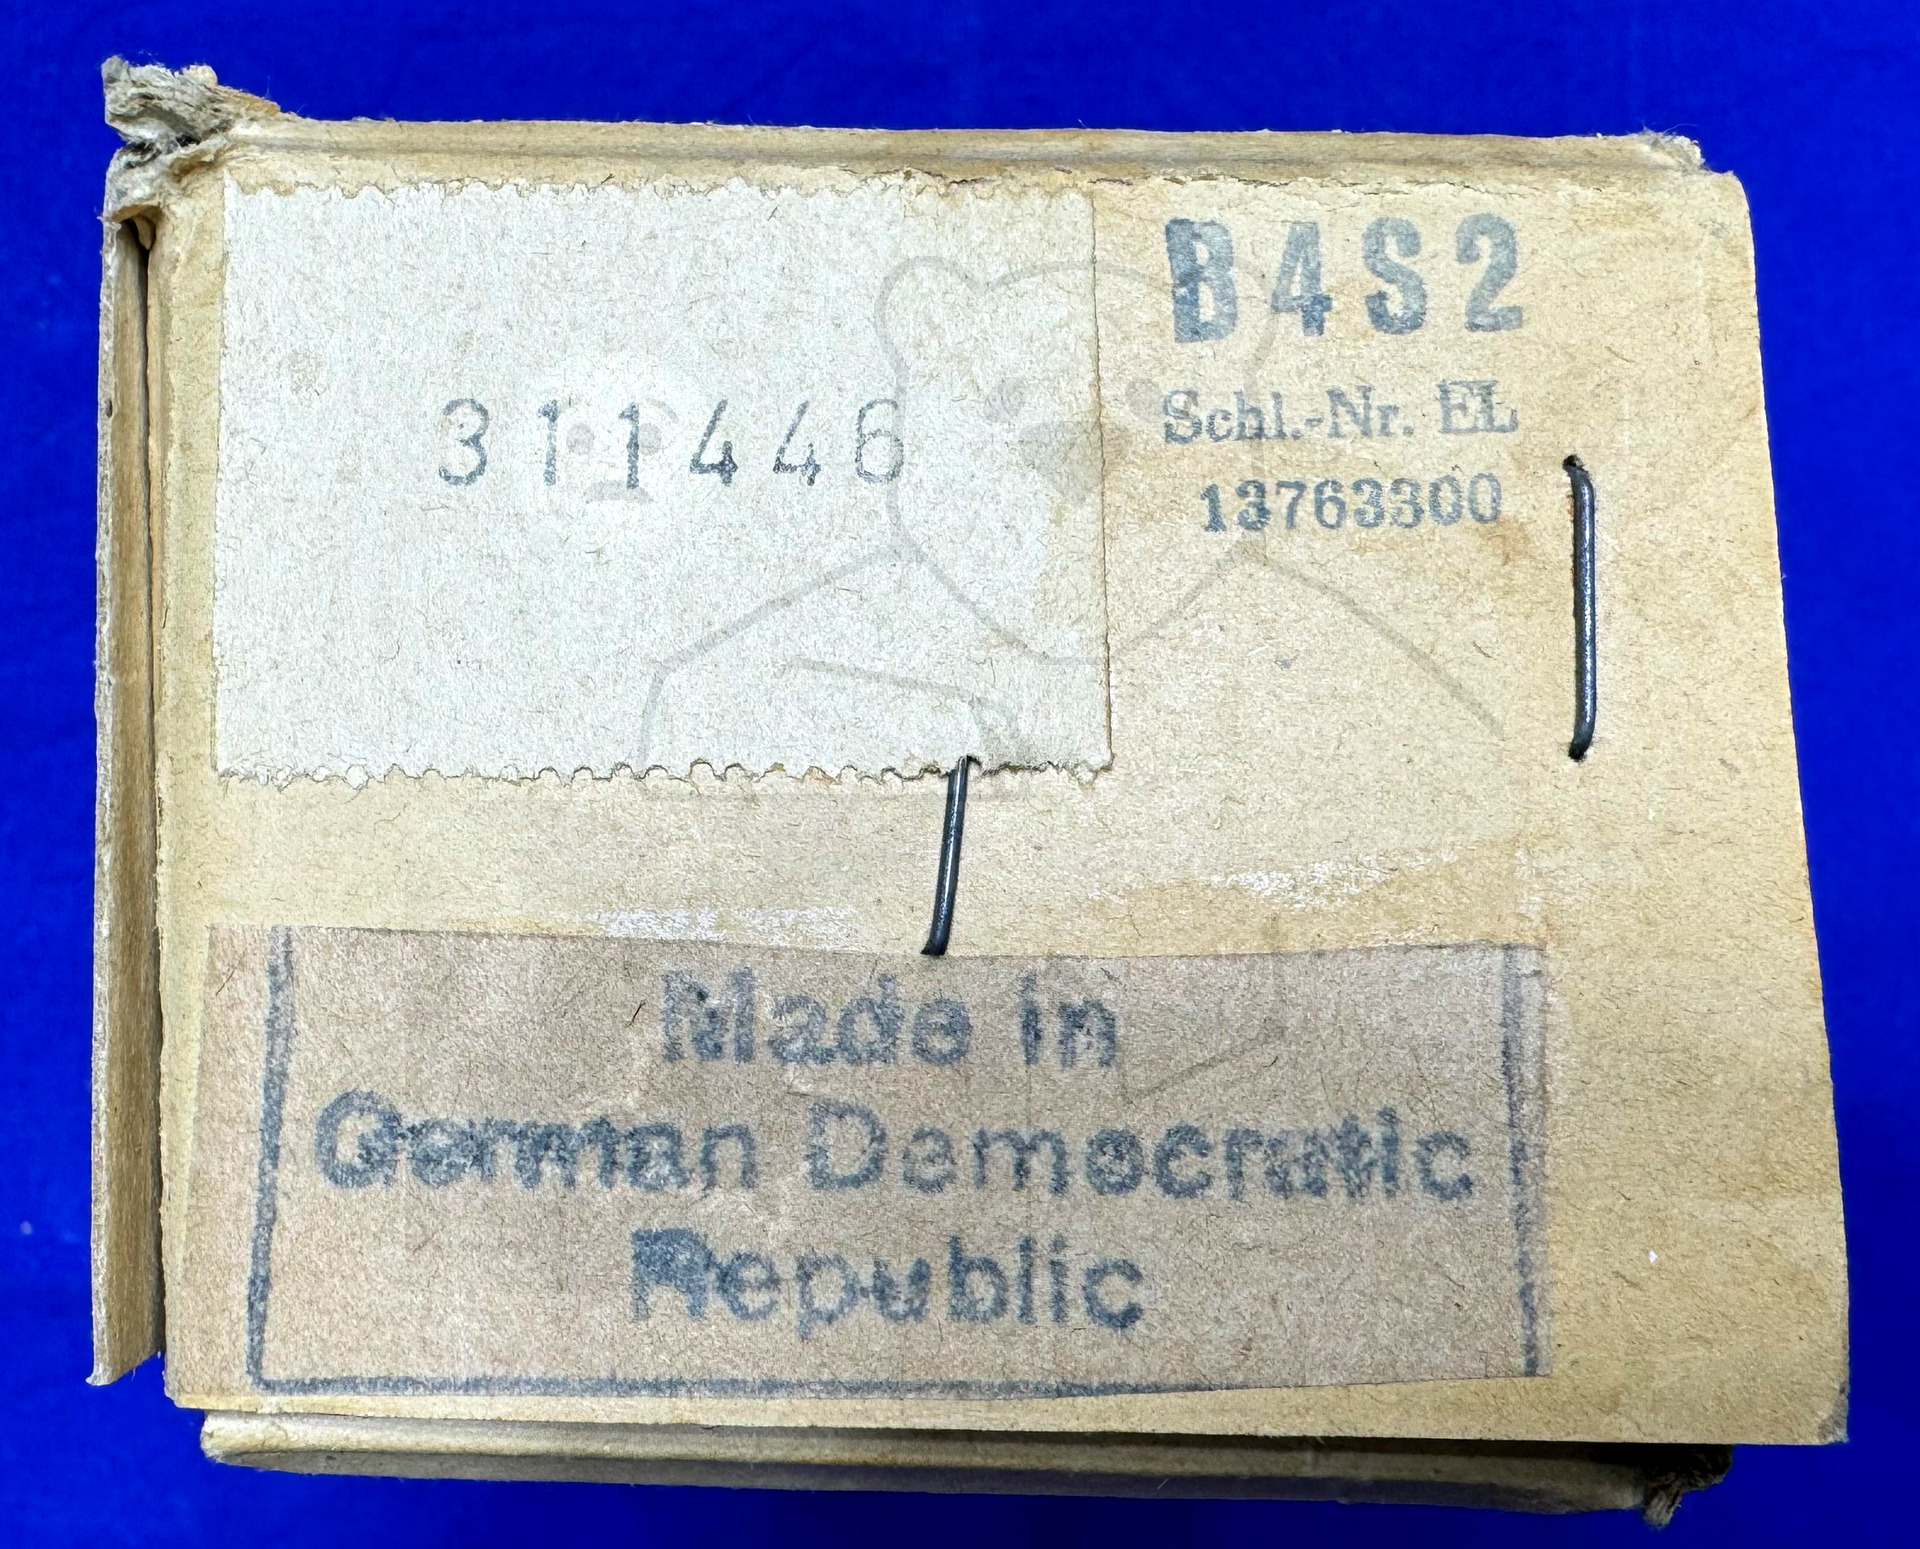 311446
B4S2
Schl.-Nr. EL
13763300
Made in
German Democratic
Republic